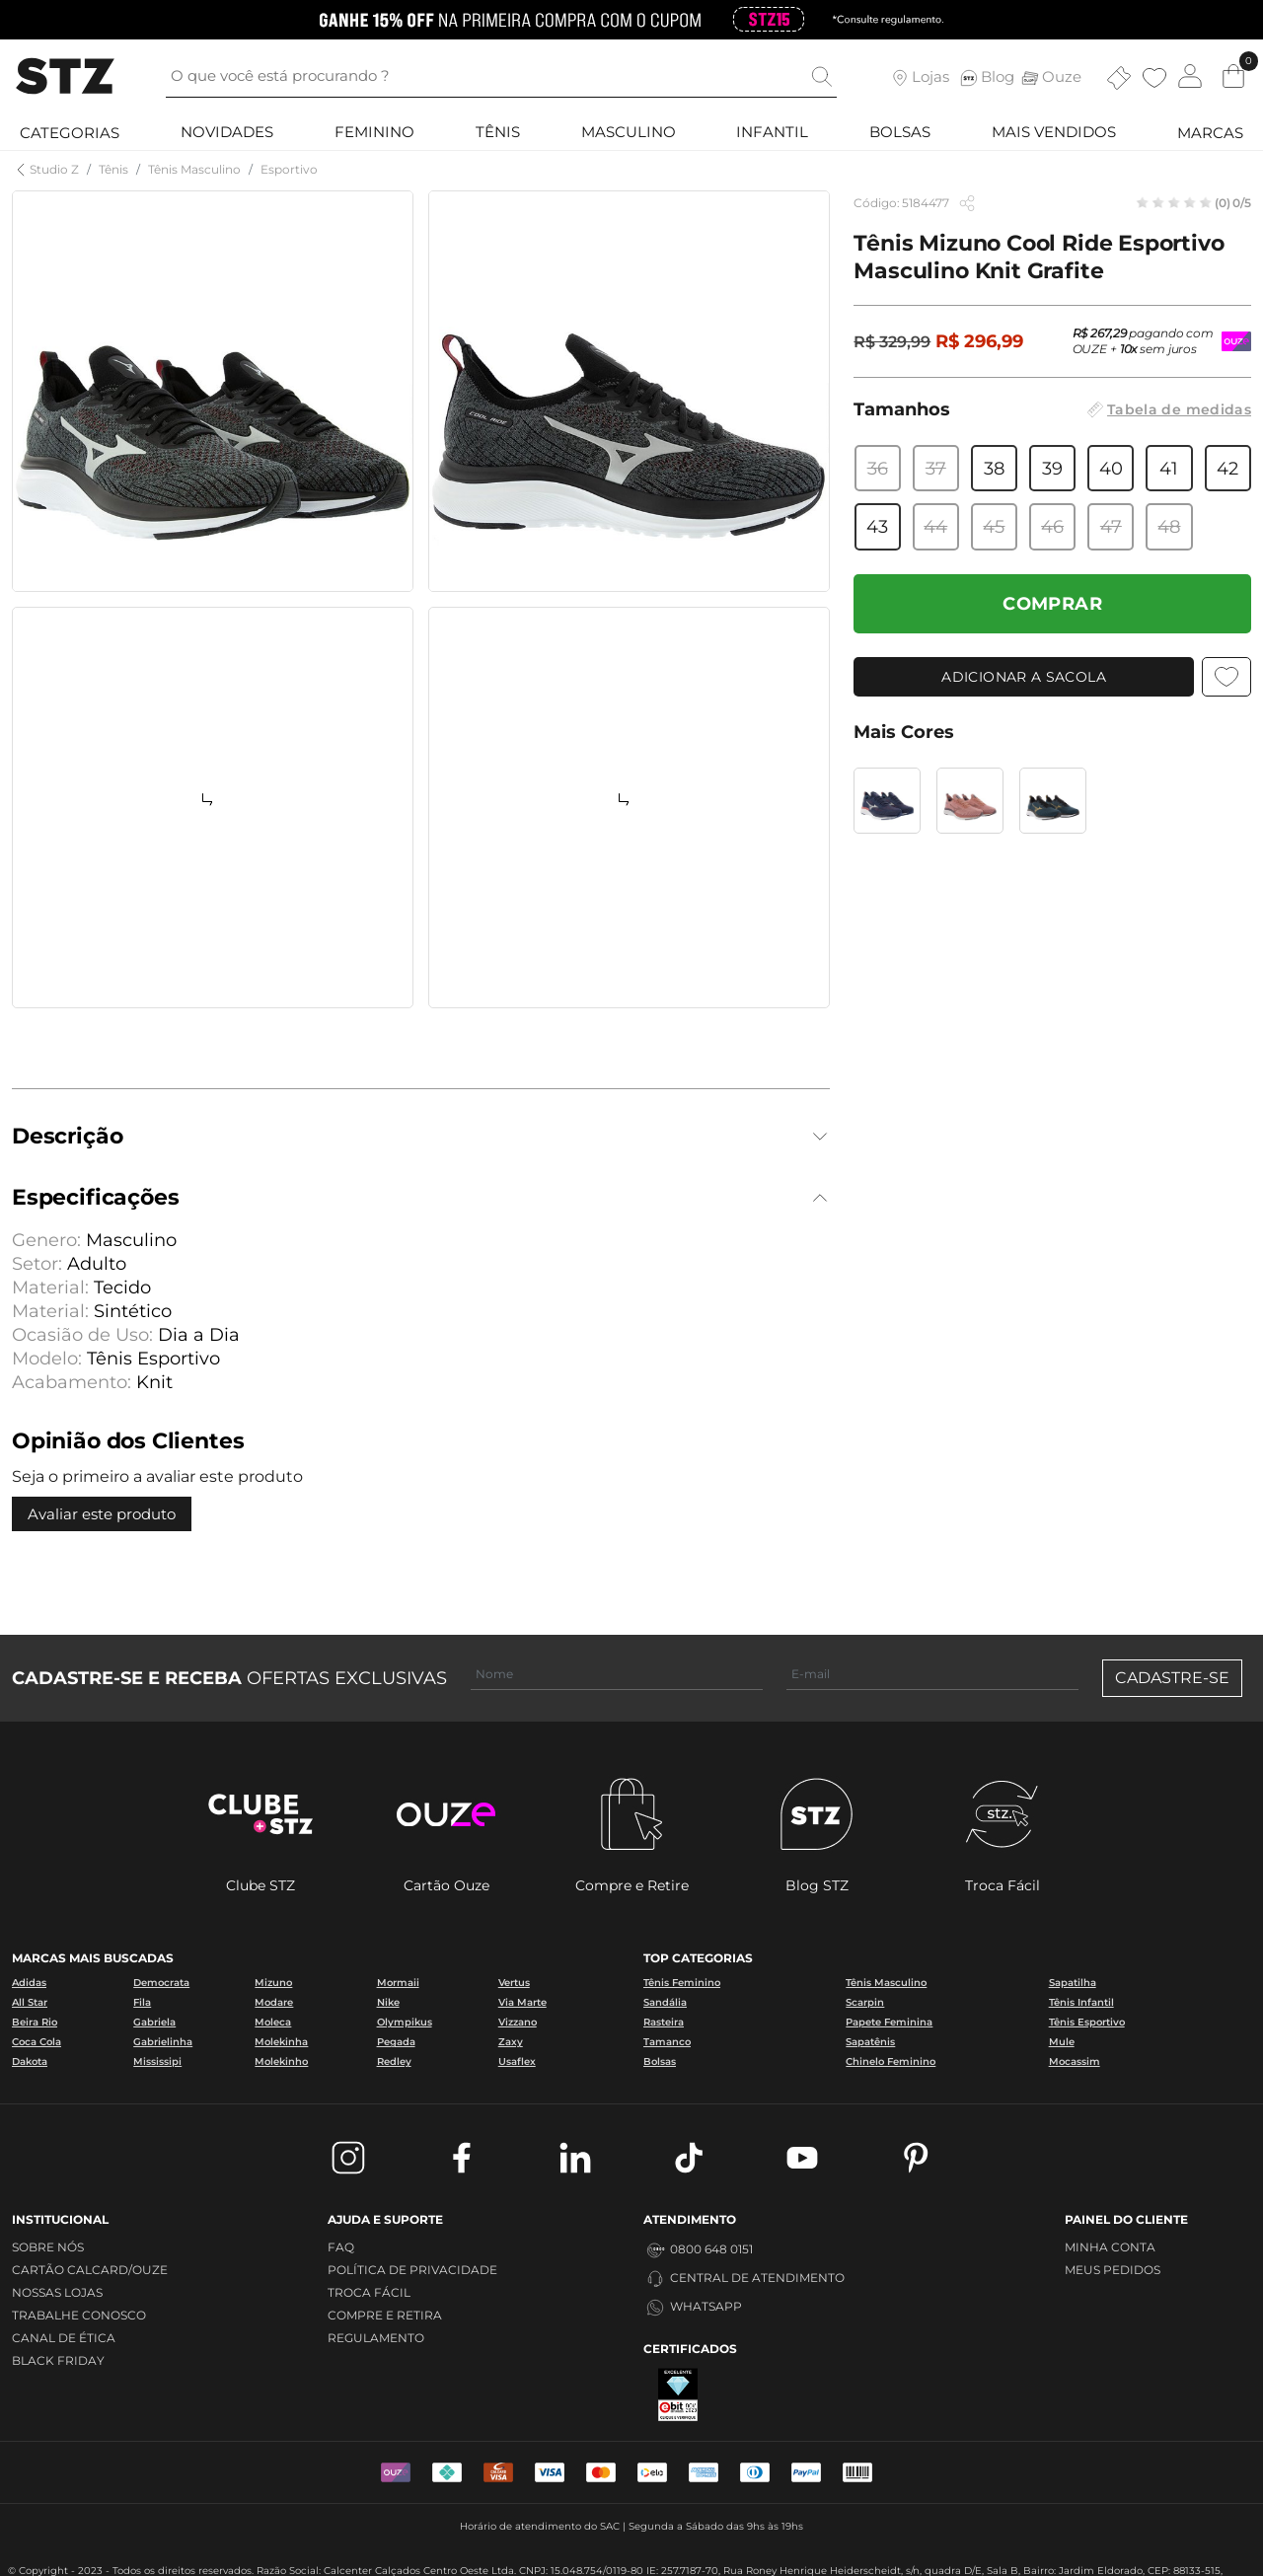 GANHE 15% OFF NA PRIMEIRA COMPRA COM O CUPOM STZ15 *Consulte regulamento.
STZ
O que você está procurando ?
Lojas
STZ
Blog
Ouze
0
CATEGORIAS NOVIDADES FEMININO TÊNIS MASCULINO INFANTIL BOLSAS MAIS VENDIDOS MARCAS
Studio Z / Tênis / Tênis Masculino / Esportivo
COOL RIDE
Código: 5184477
(0) 0/5
Tênis Mizuno Cool Ride Esportivo
Masculino Knit Grafite
R$ 329,99 R$ 296,99
R$ 267,29 pagando com
OUZE + 10x sem juros
Tamanhos
Tabela de medidas
36 37 38 39 40 41 42
43 44 45 46 47 48
COMPRAR
ADICIONAR A SACOLA
Mais Cores
Descrição
Especificações
Genero: Masculino
Setor: Adulto
Material: Tecido
Material: Sintético
Ocasião de Uso: Dia a Dia
Modelo: Tênis Esportivo
Acabamento: Knit
Opinião dos Clientes
Seja o primeiro a avaliar este produto
Avaliar este produto
CADASTRE-SE E RECEBA OFERTAS EXCLUSIVAS
Nome
E-mail
CADASTRE-SE
CLUBE
STZ
Clube STZ
ouze
Cartão Ouze
Compre e Retire
STZ
Blog STZ
stz.
Troca Fácil
MARCAS MAIS BUSCADAS
Adidas Democrata Mizuno Mormaii Vertus
All Star Fila Modare Nike Via Marte
Beira Rio Gabriela Moleca Olympikus Vizzano
Coca Cola Gabrielinha Molekinha Pegada Zaxy
Dakota Mississipi Molekinho Redley Usaflex
TOP CATEGORIAS
Tênis Feminino Tênis Masculino Sapatilha
Sandália Scarpin Tênis Infantil
Rasteira Papete Feminina Tênis Esportivo
Tamanco Sapatênis Mule
Bolsas Chinelo Feminino Mocassim
INSTITUCIONAL
SOBRE NÓS
CARTÃO CALCARD/OUZE
NOSSAS LOJAS
TRABALHE CONOSCO
CANAL DE ÉTICA
BLACK FRIDAY
AJUDA E SUPORTE
FAQ
POLÍTICA DE PRIVACIDADE
TROCA FÁCIL
COMPRE E RETIRA
REGULAMENTO
ATENDIMENTO
0800 648 0151
CENTRAL DE ATENDIMENTO
WHATSAPP
CERTIFICADOS
EXCELENTE
ebit
CLIQUE E VERIFIQUE
PAINEL DO CLIENTE
MINHA CONTA
MEUS PEDIDOS
VISA
VISA
elo
PayPal
Horário de atendimento do SAC | Segunda a Sábado das 9hs às 19hs
© Copyright - 2023 - Todos os direitos reservados. Razão Social: Calcenter Calçados Centro Oeste Ltda. CNPJ: 15.048.754/0119-80 IE: 257.7187-70, Rua Roney Henrique Heiderscheidt, s/n, quadra D/E, Sala B, Bairro: Jardim Eldorado, CEP: 88133-515,